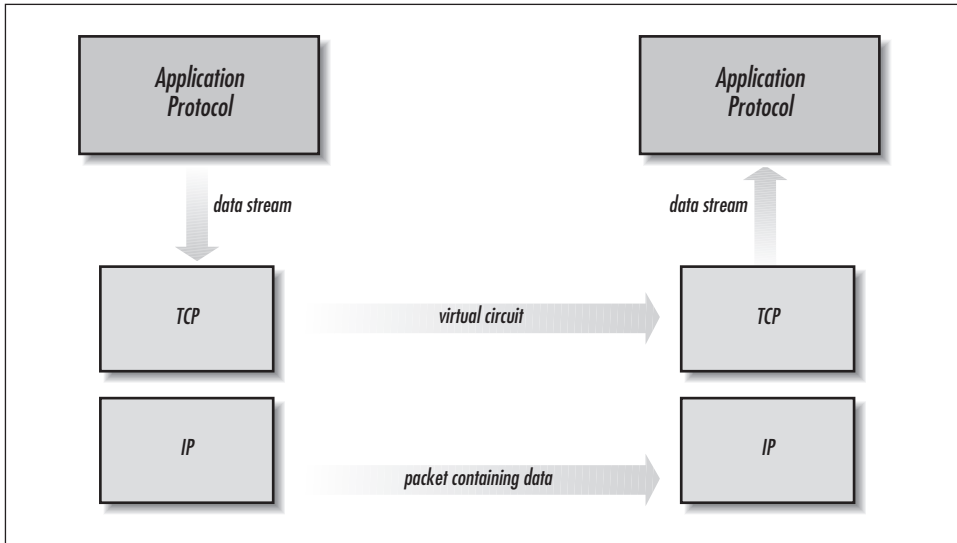 Application
Protocol
Application
Protocol
data stream
data stream
TCP
virtual circuit
TCP
IP
packet containing data
IP